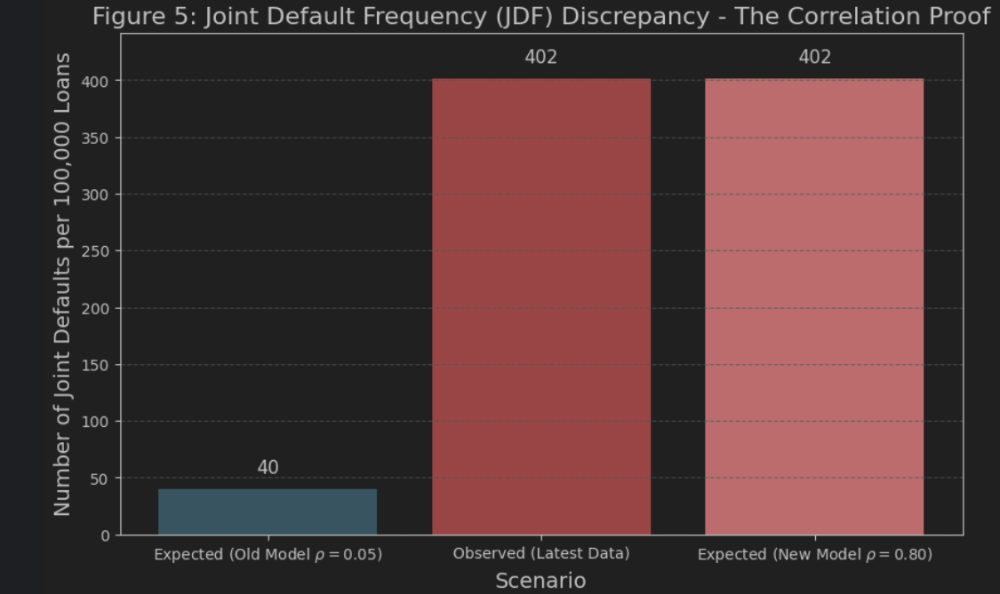 Figure 5: Joint Default Frequency (JDF) Discrepancy - The Correlation Proof
Number of Joint Defaults per 100,000 Loans
400
350
300
250
200
150
100
50
0
40
402
402
Expected (Old Model ρ = 0.05)
Observed (Latest Data)
Expected (New Model ρ = 0.80)
Scenario